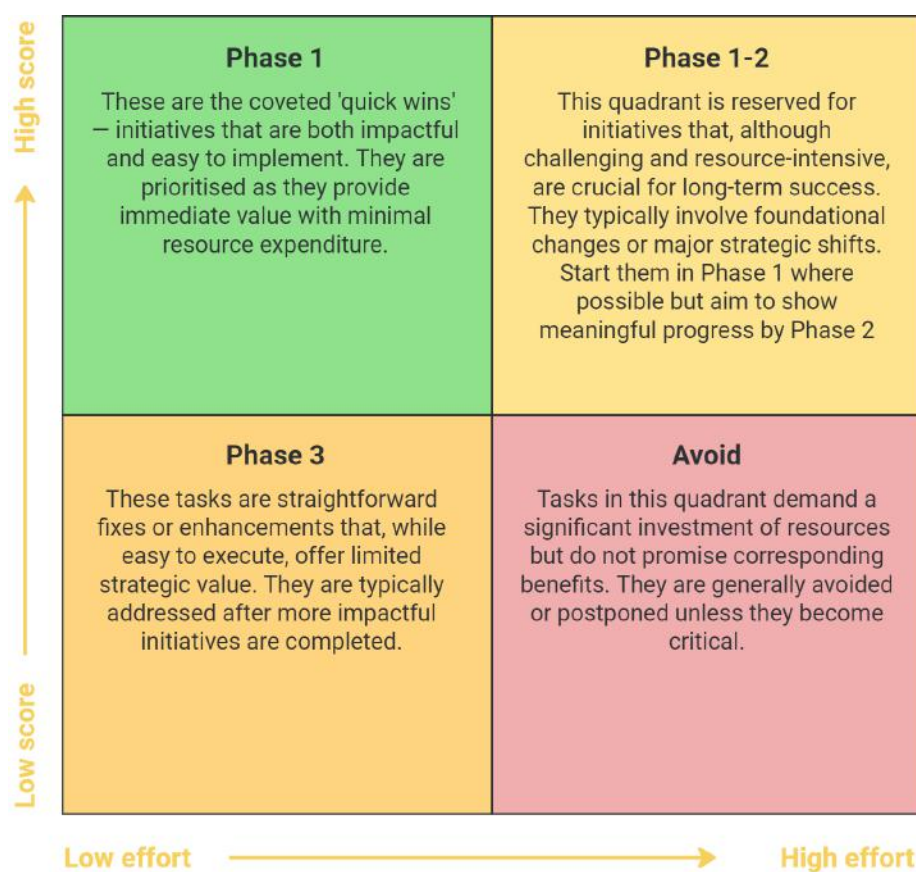 High score
Low score
Phase 1
These are the coveted 'quick wins'
— initiatives that are both impactful
and easy to implement. They are
prioritised as they provide
immediate value with minimal
resource expenditure.
Phase 1-2
This quadrant is reserved for
initiatives that, although
challenging and resource-intensive,
are crucial for long-term success.
They typically involve foundational
changes or major strategic shifts.
Start them in Phase 1 where
possible but aim to show
meaningful progress by Phase 2
Phase 3
These tasks are straightforward
fixes or enhancements that, while
easy to execute, offer limited
strategic value. They are typically
addressed after more impactful
initiatives are completed.
Avoid
Tasks in this quadrant demand a
significant investment of resources
but do not promise corresponding
benefits. They are generally avoided
or postponed unless they become
critical.
Low effort
High effort